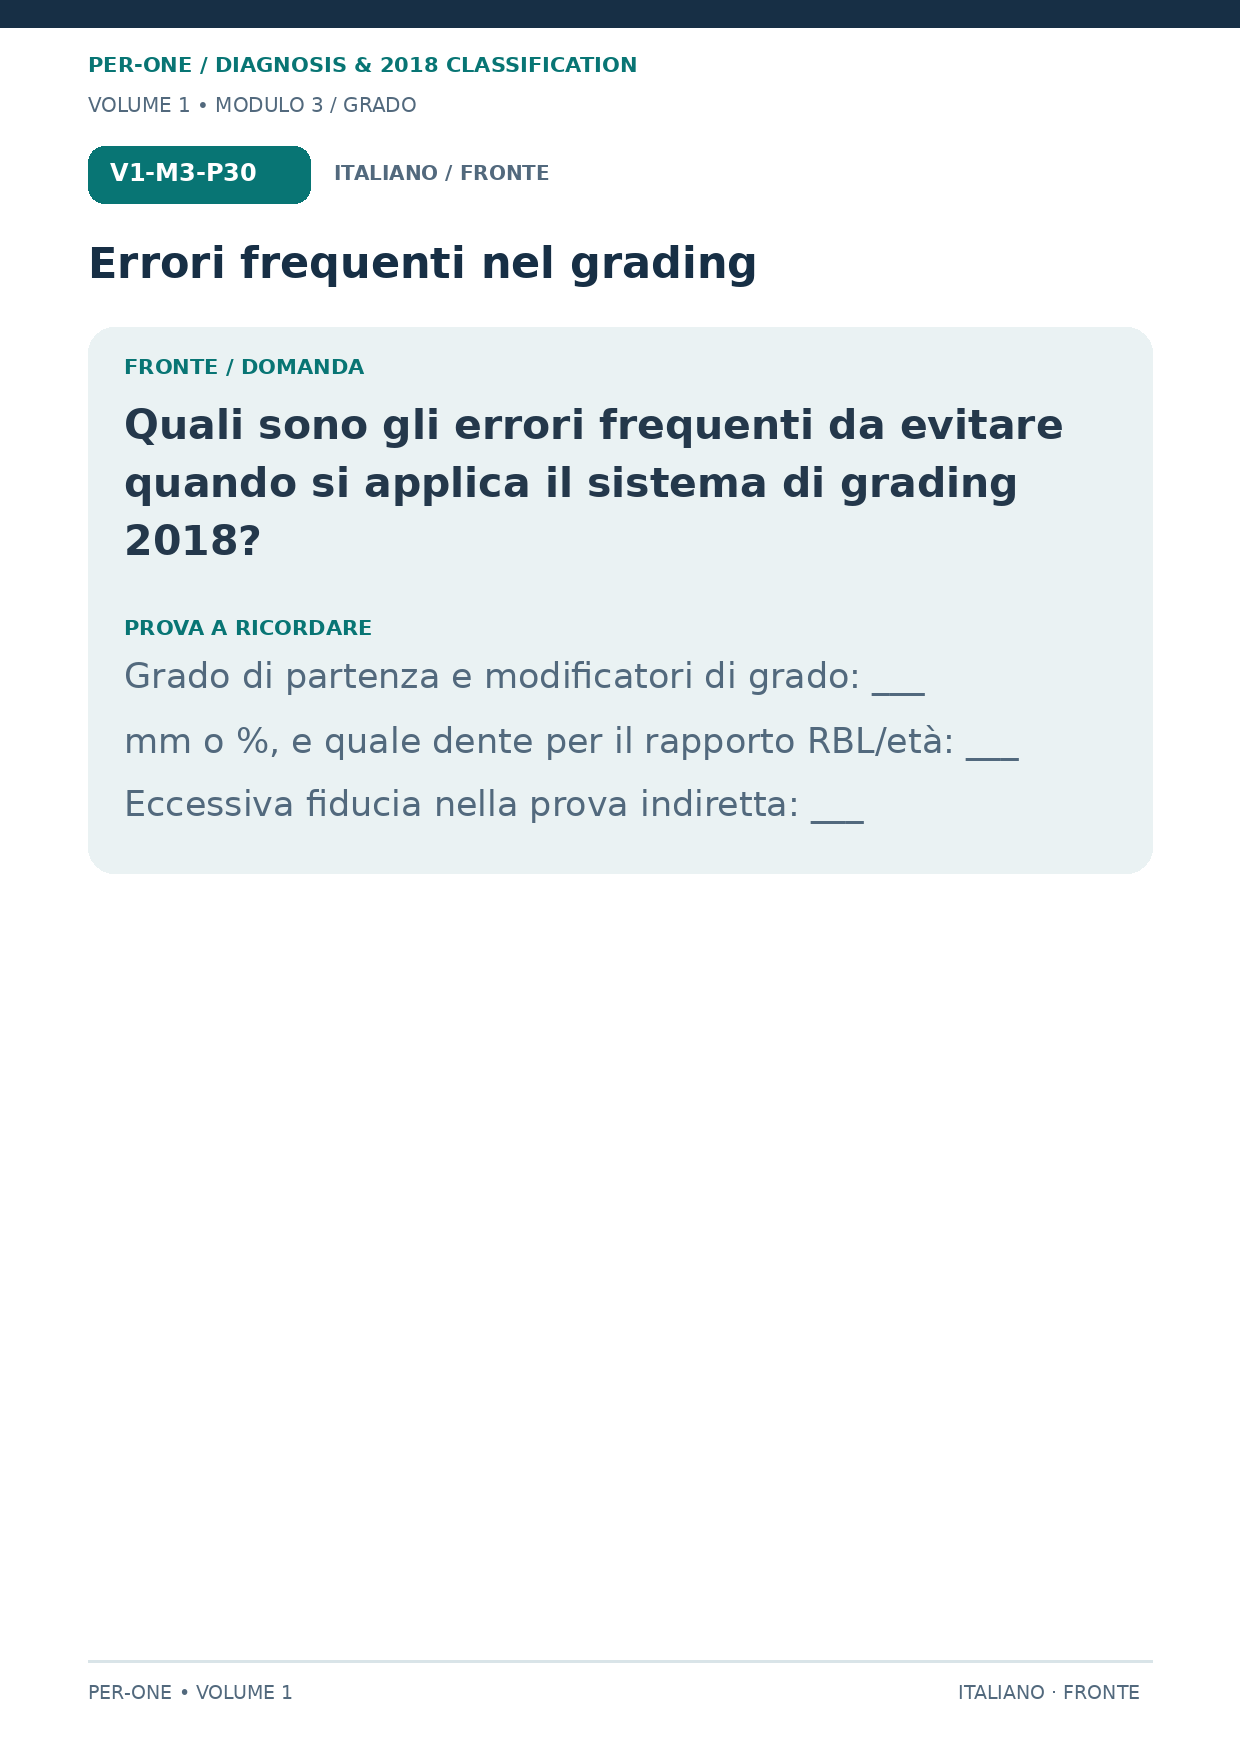 PER-ONE / DIAGNOSIS & 2018 CLASSIFICATION
VOLUME 1 • MODULO 3 / GRADO
V1-M3-P30
ITALIANO / FRONTE
Errori frequenti nel grading
FRONTE / DOMANDA
Quali sono gli errori frequenti da evitare
quando si applica il sistema di grading
2018?
PROVA A RICORDARE
Grado di partenza e modificatori di grado: ___
mm o %, e quale dente per il rapporto RBL/età: ___
Eccessiva fiducia nella prova indiretta: ___
PER-ONE • VOLUME 1
ITALIANO · FRONTE